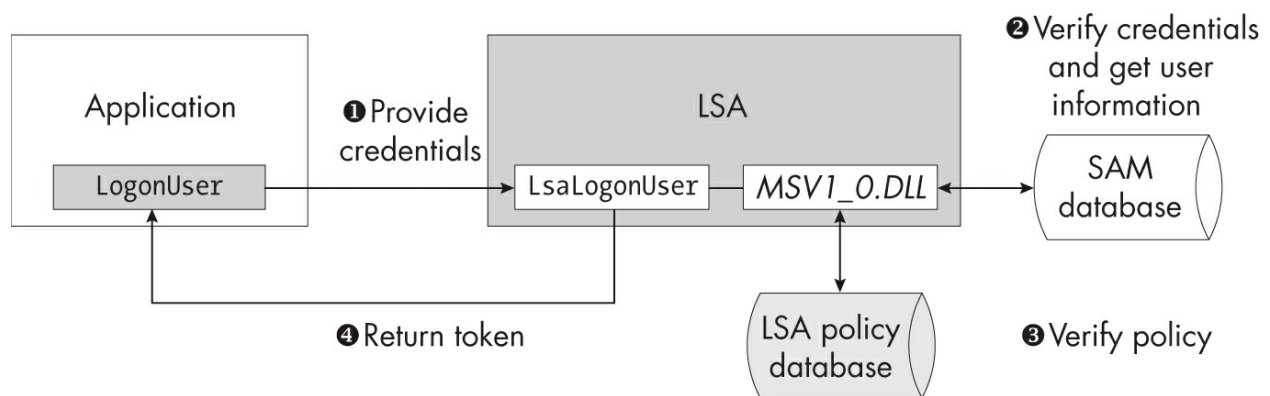 Application
LogonUser
❶ Provide
credentials
LSA
LsaLogonUser
MSV1_0.DLL
❷ Verify credentials
and get user
information
SAM
database
LSA policy
database
❸ Verify policy
❹ Return token